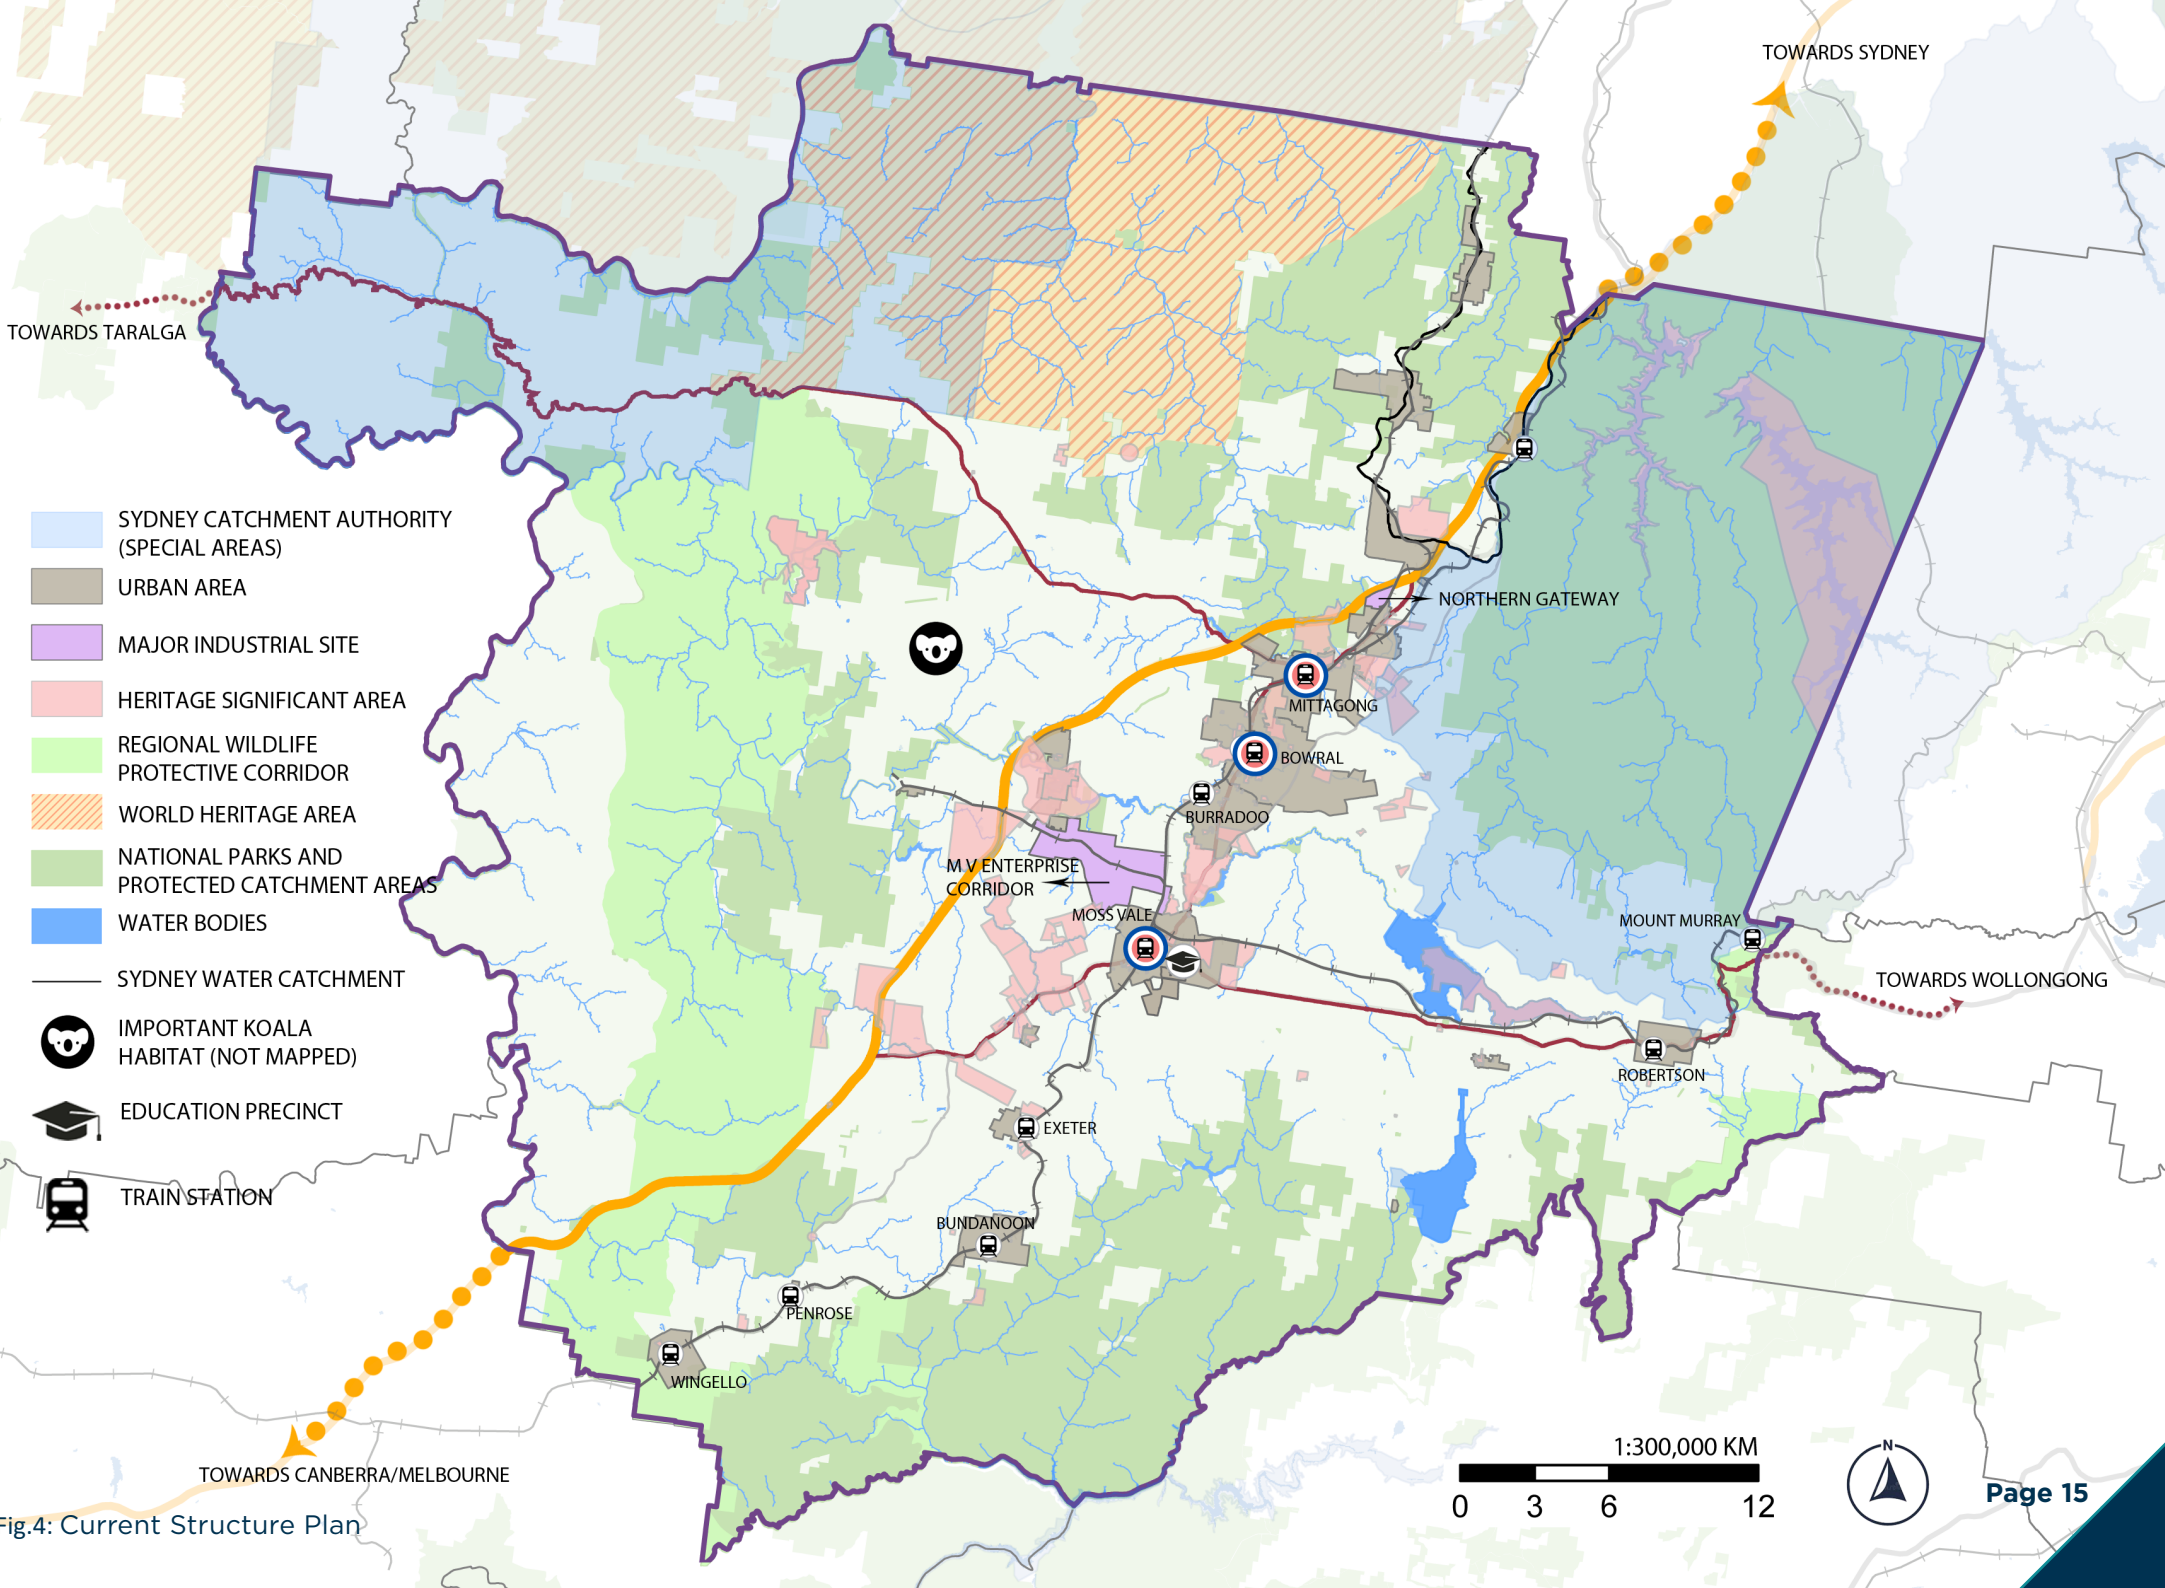 TOWARDS SYDNEY
TOWARDS TARALGA
SYDNEY CATCHMENT AUTHORITY
(SPECIAL AREAS)
URBAN AREA
MAJOR INDUSTRIAL SITE
HERITAGE SIGNIFICANT AREA
REGIONAL WILDLIFE
PROTECTIVE CORRIDOR
WORLD HERITAGE AREA
NATIONAL PARKS AND
PROTECTED CATCHMENT AREAS
WATER BODIES
SYDNEY WATER CATCHMENT
IMPORTANT KOALA
HABITAT (NOT MAPPED)
EDUCATION PRECINCT
TRAIN STATION
NORTHERN GATEWAY
MITTAGONG
BOWRAL
BURRADOO
M V ENTERPRISE
CORRIDOR
MOSS VALE
MOUNT MURRAY
TOWARDS WOLLONGONG
ROBERTSON
EXETER
BUNDANOON
PENROSE
WINGELLO
TOWARDS CANBERRA/MELBOURNE
1:300,000 KM
0 3 6 12
N
Page 15
Fig.4: Current Structure Plan